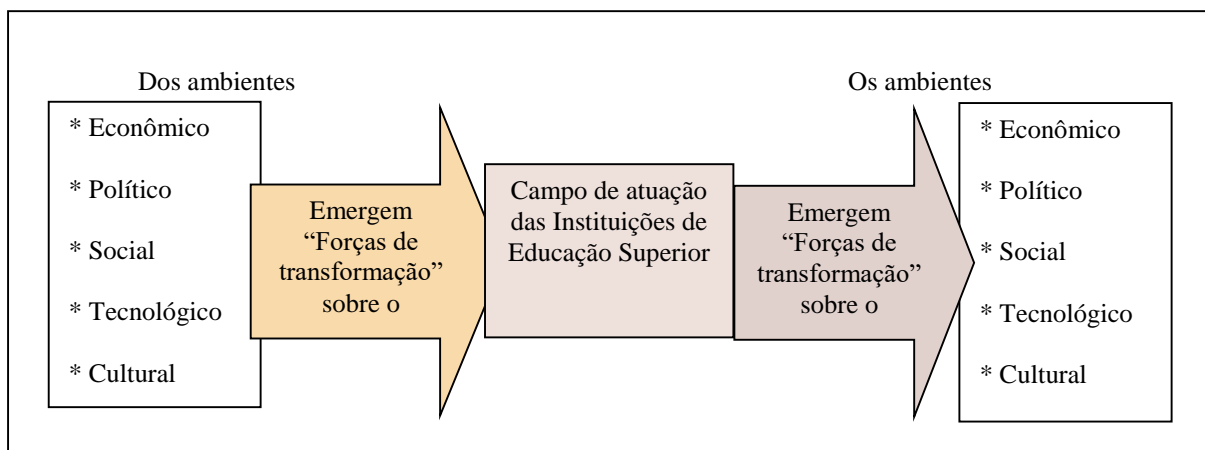 Dos ambientes
* Econômico
* Político
* Social
* Tecnológico
* Cultural
Emergem
“Forças de
transformação”
sobre o
Campo de atuação
das Instituições de
Educação Superior
Emergem
“Forças de
transformação”
sobre o
Os ambientes
* Econômico
* Político
* Social
* Tecnológico
* Cultural